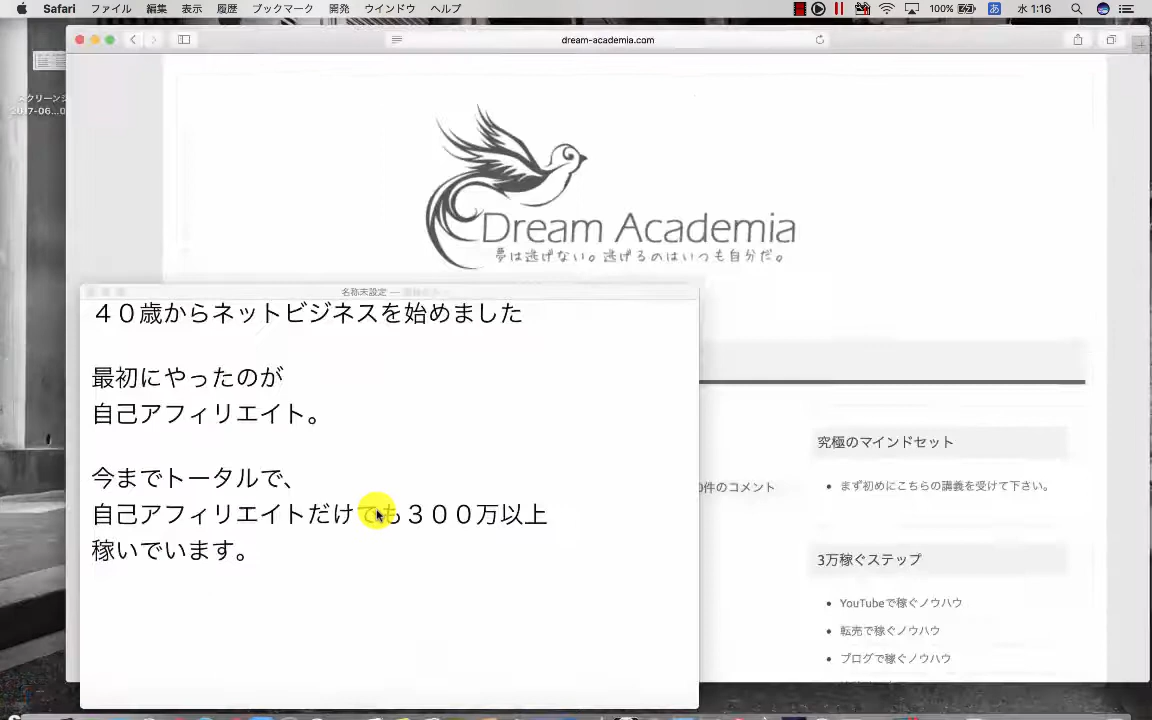 Safari ファイル 編集 表示 履歴 ブックマーク 開発 ウインドウ ヘルプ 100% あ 水 1:16
dream-academia.com
2017-06...0
Dream Academia
夢は逃げない。逃げるのはいつも自分だ。
名称未設定 —
４０歳からネットビジネスを始めました
最初にやったのが
自己アフィリエイト。
今までトータルで、
自己アフィリエイトだけでも３００万以上
稼いでいます。
0件のコメント
究極のマインドセット
まず初めにこちらの講義を受けて下さい。
3万稼ぐステップ
YouTubeで稼ぐノウハウ
転売で稼ぐノウハウ
ブログで稼ぐノウハウ